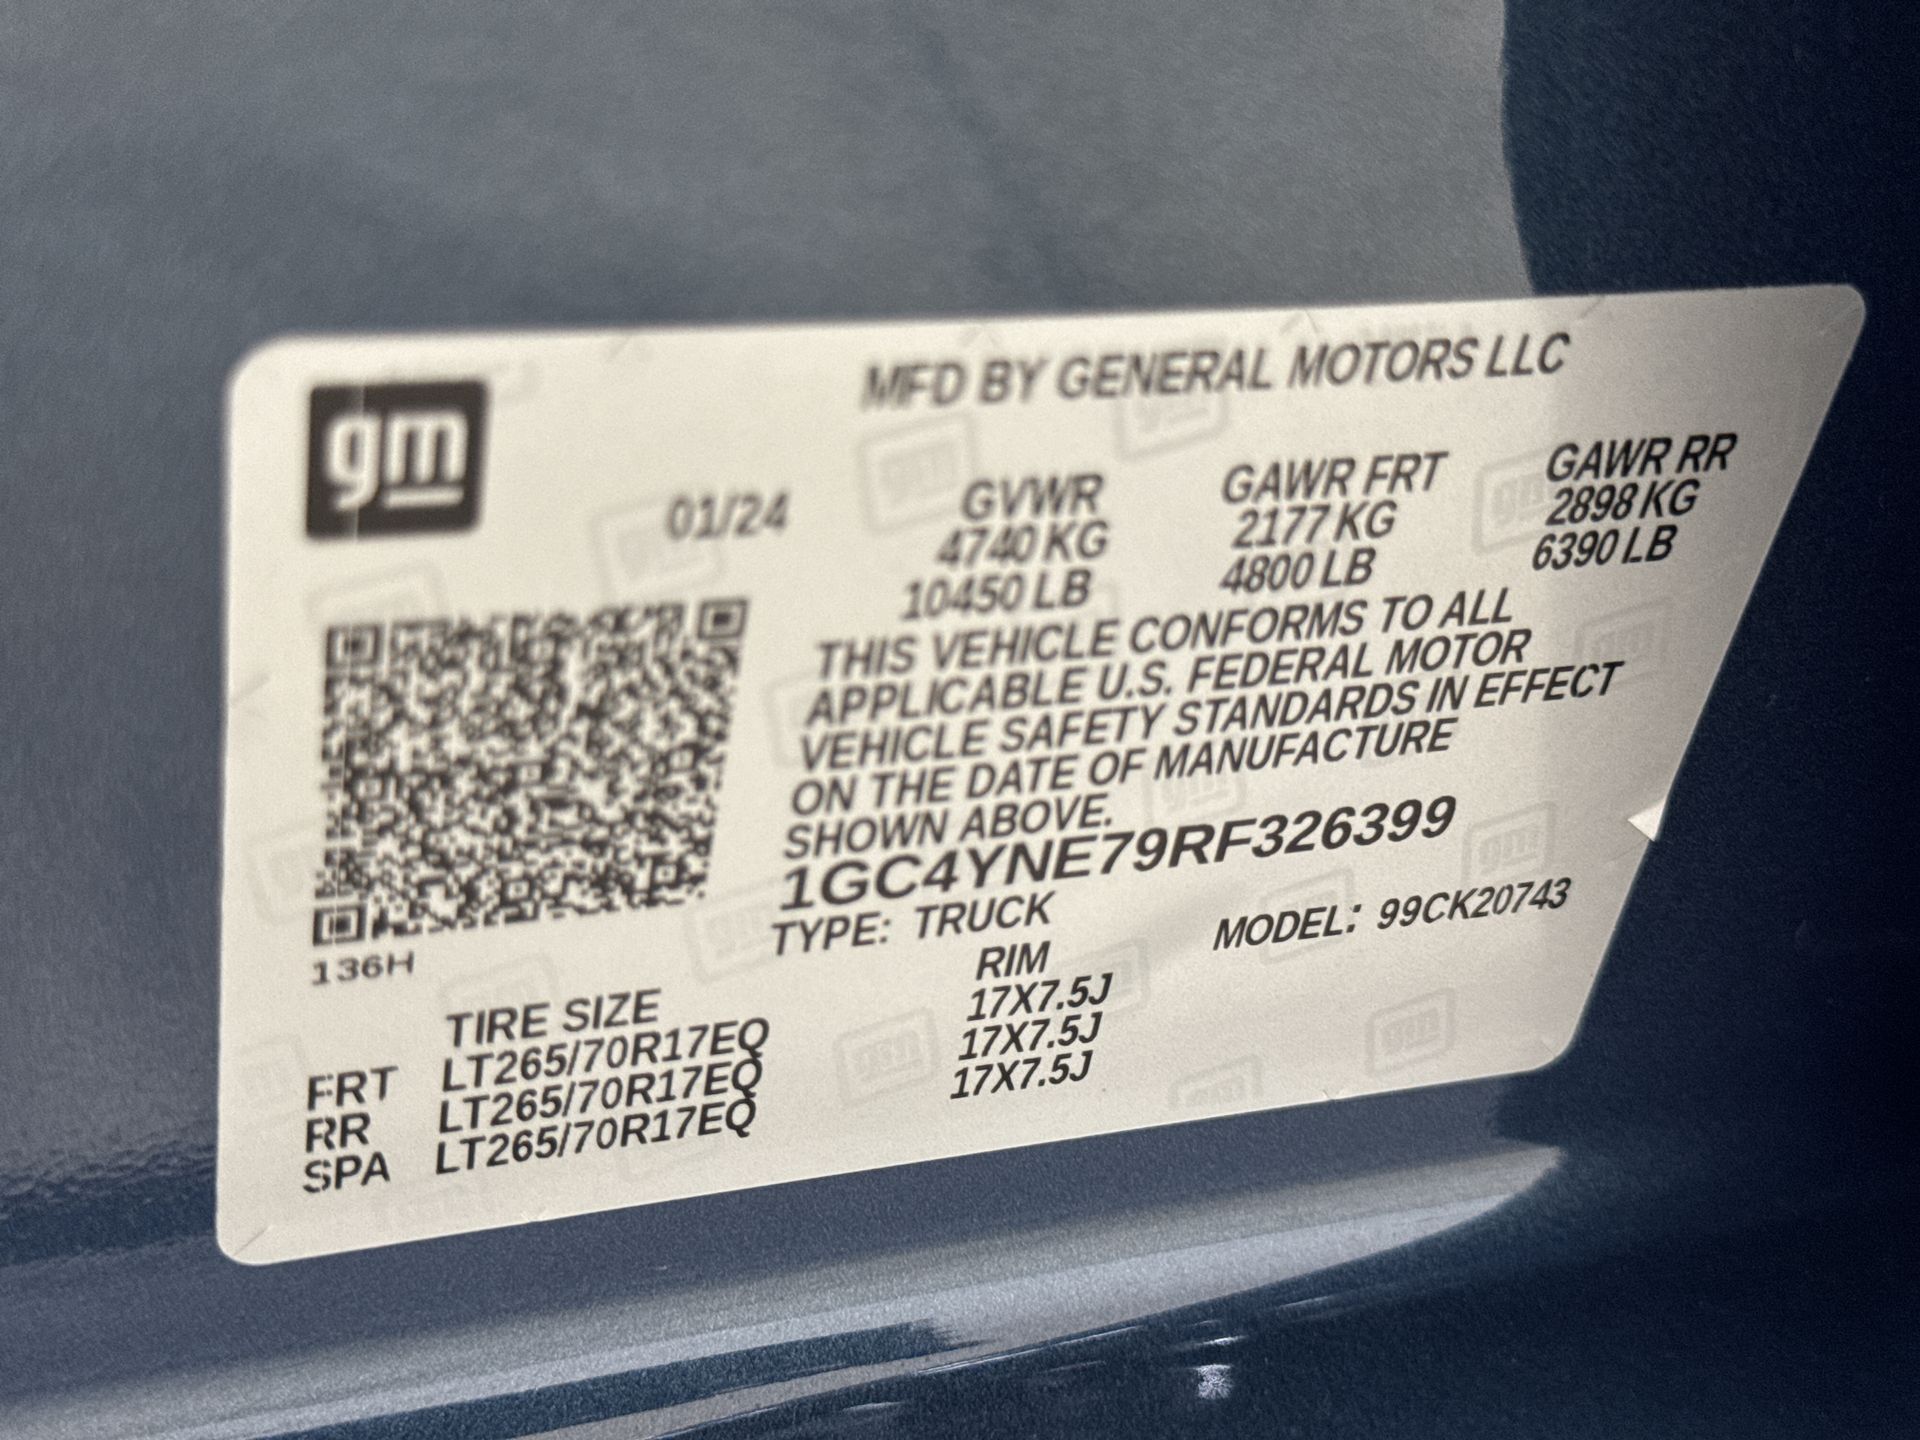 gm
MFD BY GENERAL MOTORS LLC
01/24
GVWR GAWR FRT GAWR RR
4740 KG 2177 KG 2898 KG
10450 LB 4800 LB 6390 LB
THIS VEHICLE CONFORMS TO ALL
APPLICABLE U.S. FEDERAL MOTOR
VEHICLE SAFETY STANDARDS IN EFFECT
ON THE DATE OF MANUFACTURE
SHOWN ABOVE.
1GC4YNE79RF326399
TYPE: TRUCK MODEL: 99CK20743
136H
TIRE SIZE RIM
FRT LT265/70R17EQ 17X7.5J
RR LT265/70R17EQ 17X7.5J
SPA LT265/70R17EQ 17X7.5J